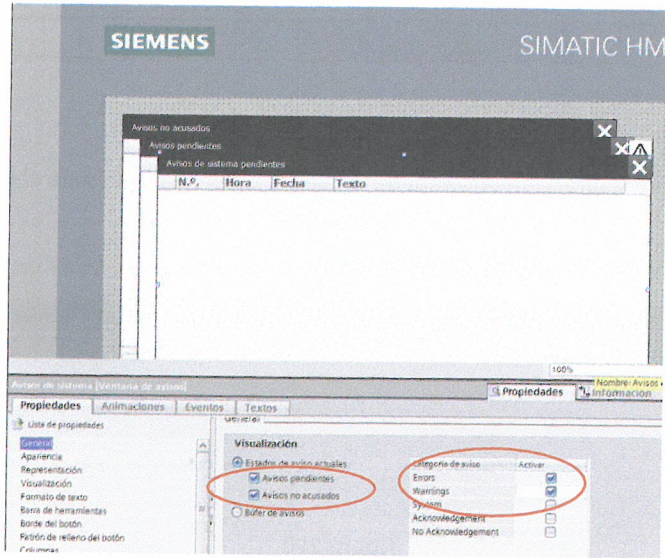 SIEMENS
SIMATIC HM
Avisos no acusados
Avisos pendientes
Avisos de sistema pendientes
N.º. Hora Fecha Texto
100%
Avisos de sistema [Ventana de avisos]
Propiedades
Nombre: Avisos
Información
Propiedades Animaciones Eventos Textos
Lista de propiedades
General
General
Apariencia
Representación
Visualización
Formato de texto
Barra de herramientas
Borde del botón
Patrón de relleno del botón
Columnas
Visualización
Estados de aviso actuales
Avisos pendientes
Avisos no acusados
Búfer de avisos
Categoría de aviso Activar
Errors
Warnings
System
Acknowledgement
No Acknowledgement